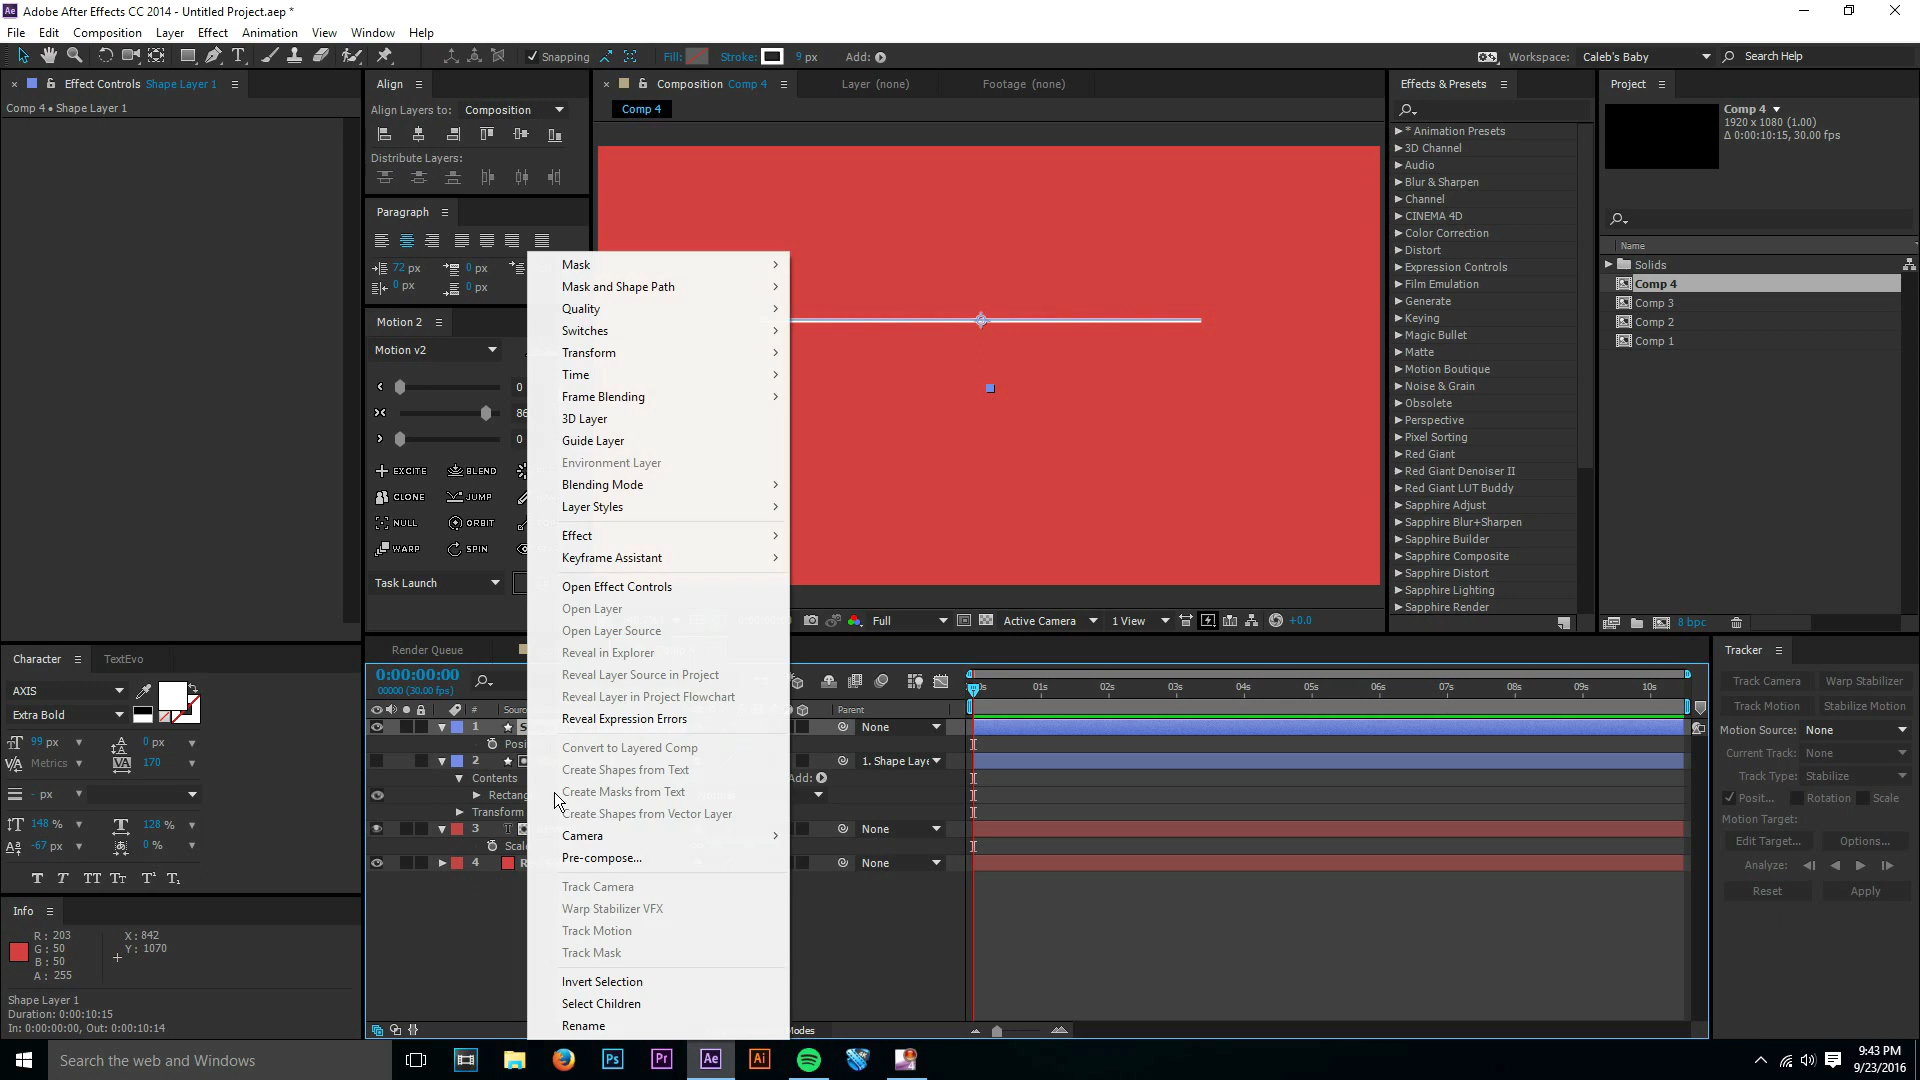 Ae Adobe After Effects CC 2014 - Untitled Project.aep *
File Edit Composition Layer Effect Animation View Window Help
Snapping Fill: Stroke: 9 px Add: Workspace: Caleb's Baby Search Help
Effect Controls Shape Layer 1
Comp 4 • Shape Layer 1
Align
Align Layers to: Composition
Distribute Layers:
Paragraph
72 px 0 px
0 px 0 px
Motion 2
Motion v2
0
86
0
EXCITE BLEND
CLONE JUMP
NULL ORBIT
WARP SPIN
Task Launch
Composition Comp 4 Layer (none) Footage (none)
Comp 4
Mask
Mask and Shape Path
Quality
Switches
Transform
Time
Frame Blending
3D Layer
Guide Layer
Environment Layer
Blending Mode
Layer Styles
Effect
Keyframe Assistant
Open Effect Controls
Open Layer
Open Layer Source
Reveal in Explorer
Reveal Layer Source in Project
Reveal Layer in Project Flowchart
Reveal Expression Errors
Convert to Layered Comp
Create Shapes from Text
Create Masks from Text
Create Shapes from Vector Layer
Camera
Pre-compose...
Track Camera
Warp Stabilizer VFX
Track Motion
Track Mask
Invert Selection
Select Children
Rename
Full Active Camera 1 View +0.0
Effects & Presets
* Animation Presets
3D Channel
Audio
Blur & Sharpen
Channel
CINEMA 4D
Color Correction
Distort
Expression Controls
Film Emulation
Generate
Keying
Magic Bullet
Matte
Motion Boutique
Noise & Grain
Obsolete
Perspective
Pixel Sorting
Red Giant
Red Giant Denoiser II
Red Giant LUT Buddy
Sapphire Adjust
Sapphire Blur+Sharpen
Sapphire Builder
Sapphire Composite
Sapphire Distort
Sapphire Lighting
Sapphire Render
Project
Comp 4
1920 x 1080 (1.00)
Δ 0:00:10:15, 30.00 fps
Name
Solids
Comp 4
Comp 3
Comp 2
Comp 1
8 bpc
Character TextEvo
AXIS
Extra Bold
99 px 0 px
Metrics 170
- px
148 % 128 %
-67 px 0 %
T T TT Tт T¹ T₁
Info
R: 203 X: 842
G: 50 Y: 1070
B: 50
A: 255
Shape Layer 1
Duration: 0:00:10:15
In: 0:00:00:00, Out: 0:00:10:14
Render Queue
0:00:00:00
00000 (30.00 fps)
01s 02s 03s 04s 05s 06s 07s 08s 09s 10s
# Parent
1 None
2 1. Shape Laye
Contents Add:
Transform
3 T None
4 None
Modes
Tracker
Track Camera Warp Stabilizer
Track Motion Stabilize Motion
Motion Source: None
Current Track: None
Track Type: Stabilize
Posit... Rotation Scale
Motion Target:
Edit Target... Options...
Analyze:
Reset Apply
Search the web and Windows
Ps Pr Ae Ai
9:43 PM
9/23/2016